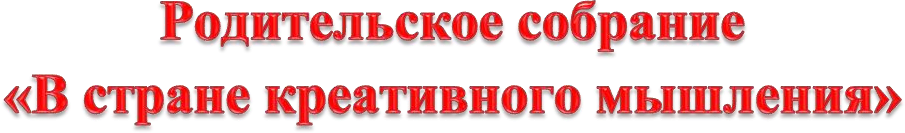 Родительское собрание
«В стране креативного мышления»